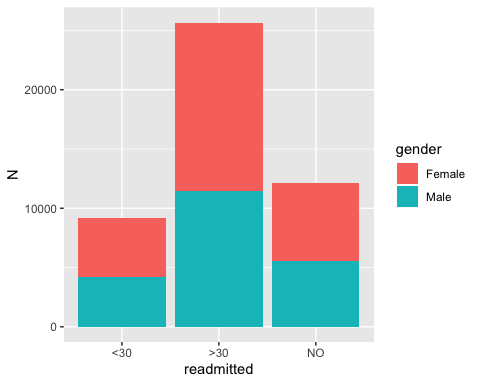 N
20000
10000
0
<30
>30
NO
readmitted
gender
Female
Male